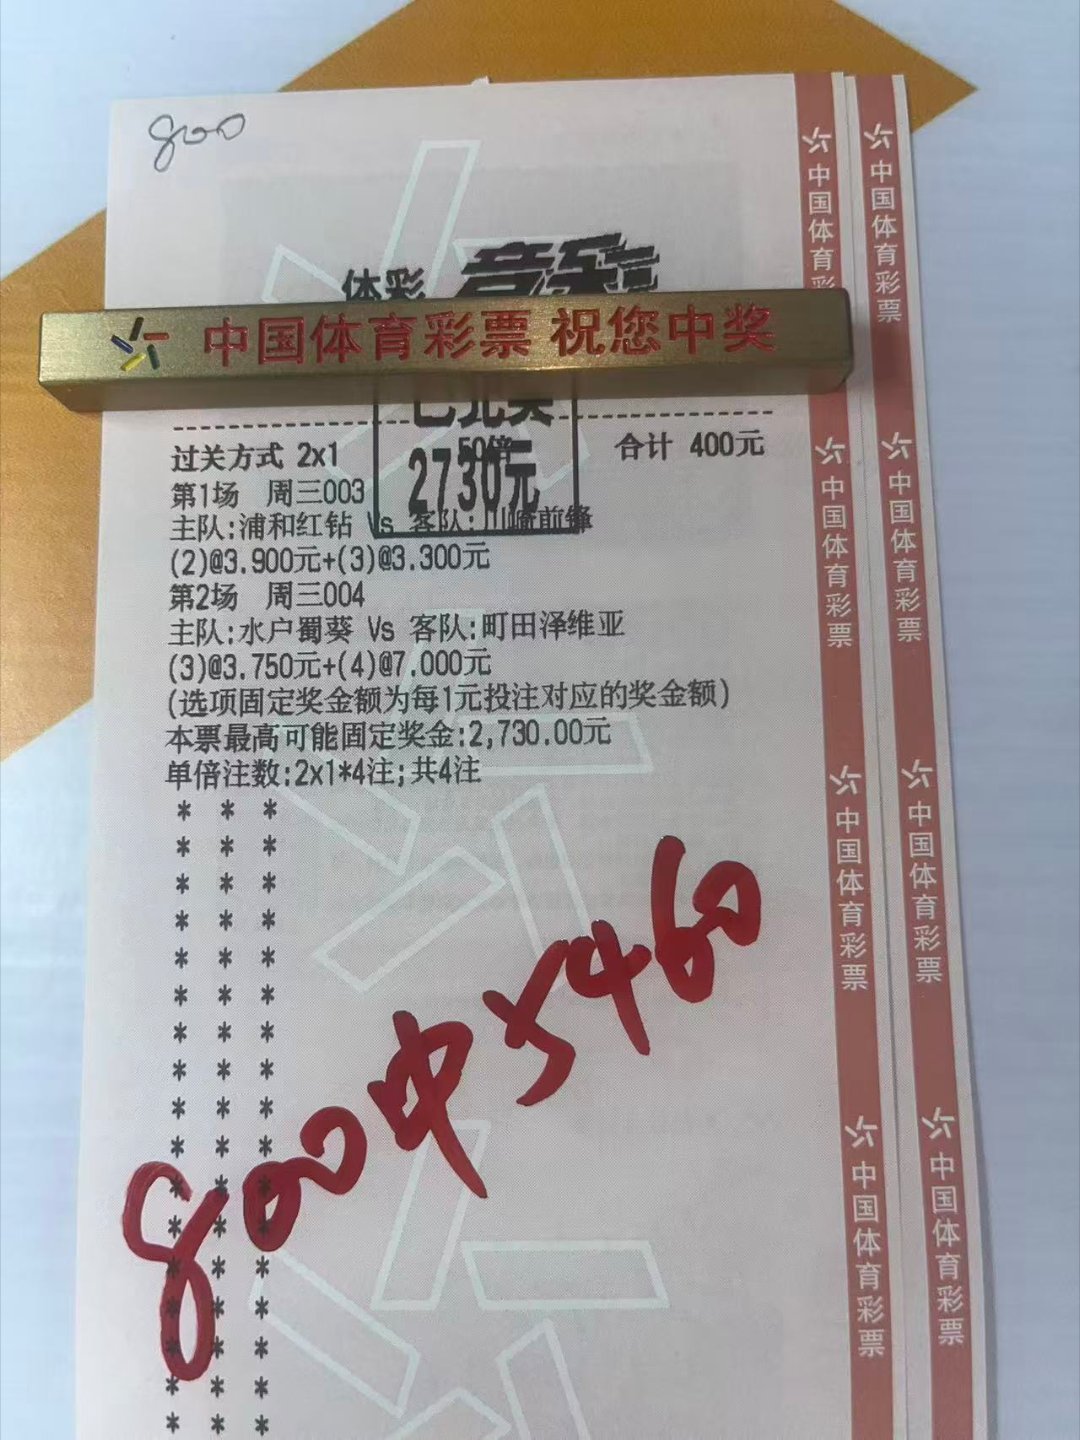 800
体彩 竞彩
中国体育彩票 祝您中奖
已兑奖
2730元
过关方式 2x1 50倍 合计 400元
第1场 周三003
主队:浦和红钻 Vs 客队:川崎前锋
(2)@3.900元+(3)@3.300元
第2场 周三004
主队:水户蜀葵 Vs 客队:町田泽维亚
(3)@3.750元+(4)@7.000元
(选项固定奖金额为每1元投注对应的奖金额)
本票最高可能固定奖金:2,730.00元
单倍注数:2x1*4注;共4注
800中5460
中国体育彩票
中国体育彩票
中国体育彩票
中国体育彩票
中国体育彩票
中国体育彩票
中国体育彩票
中国体育彩票